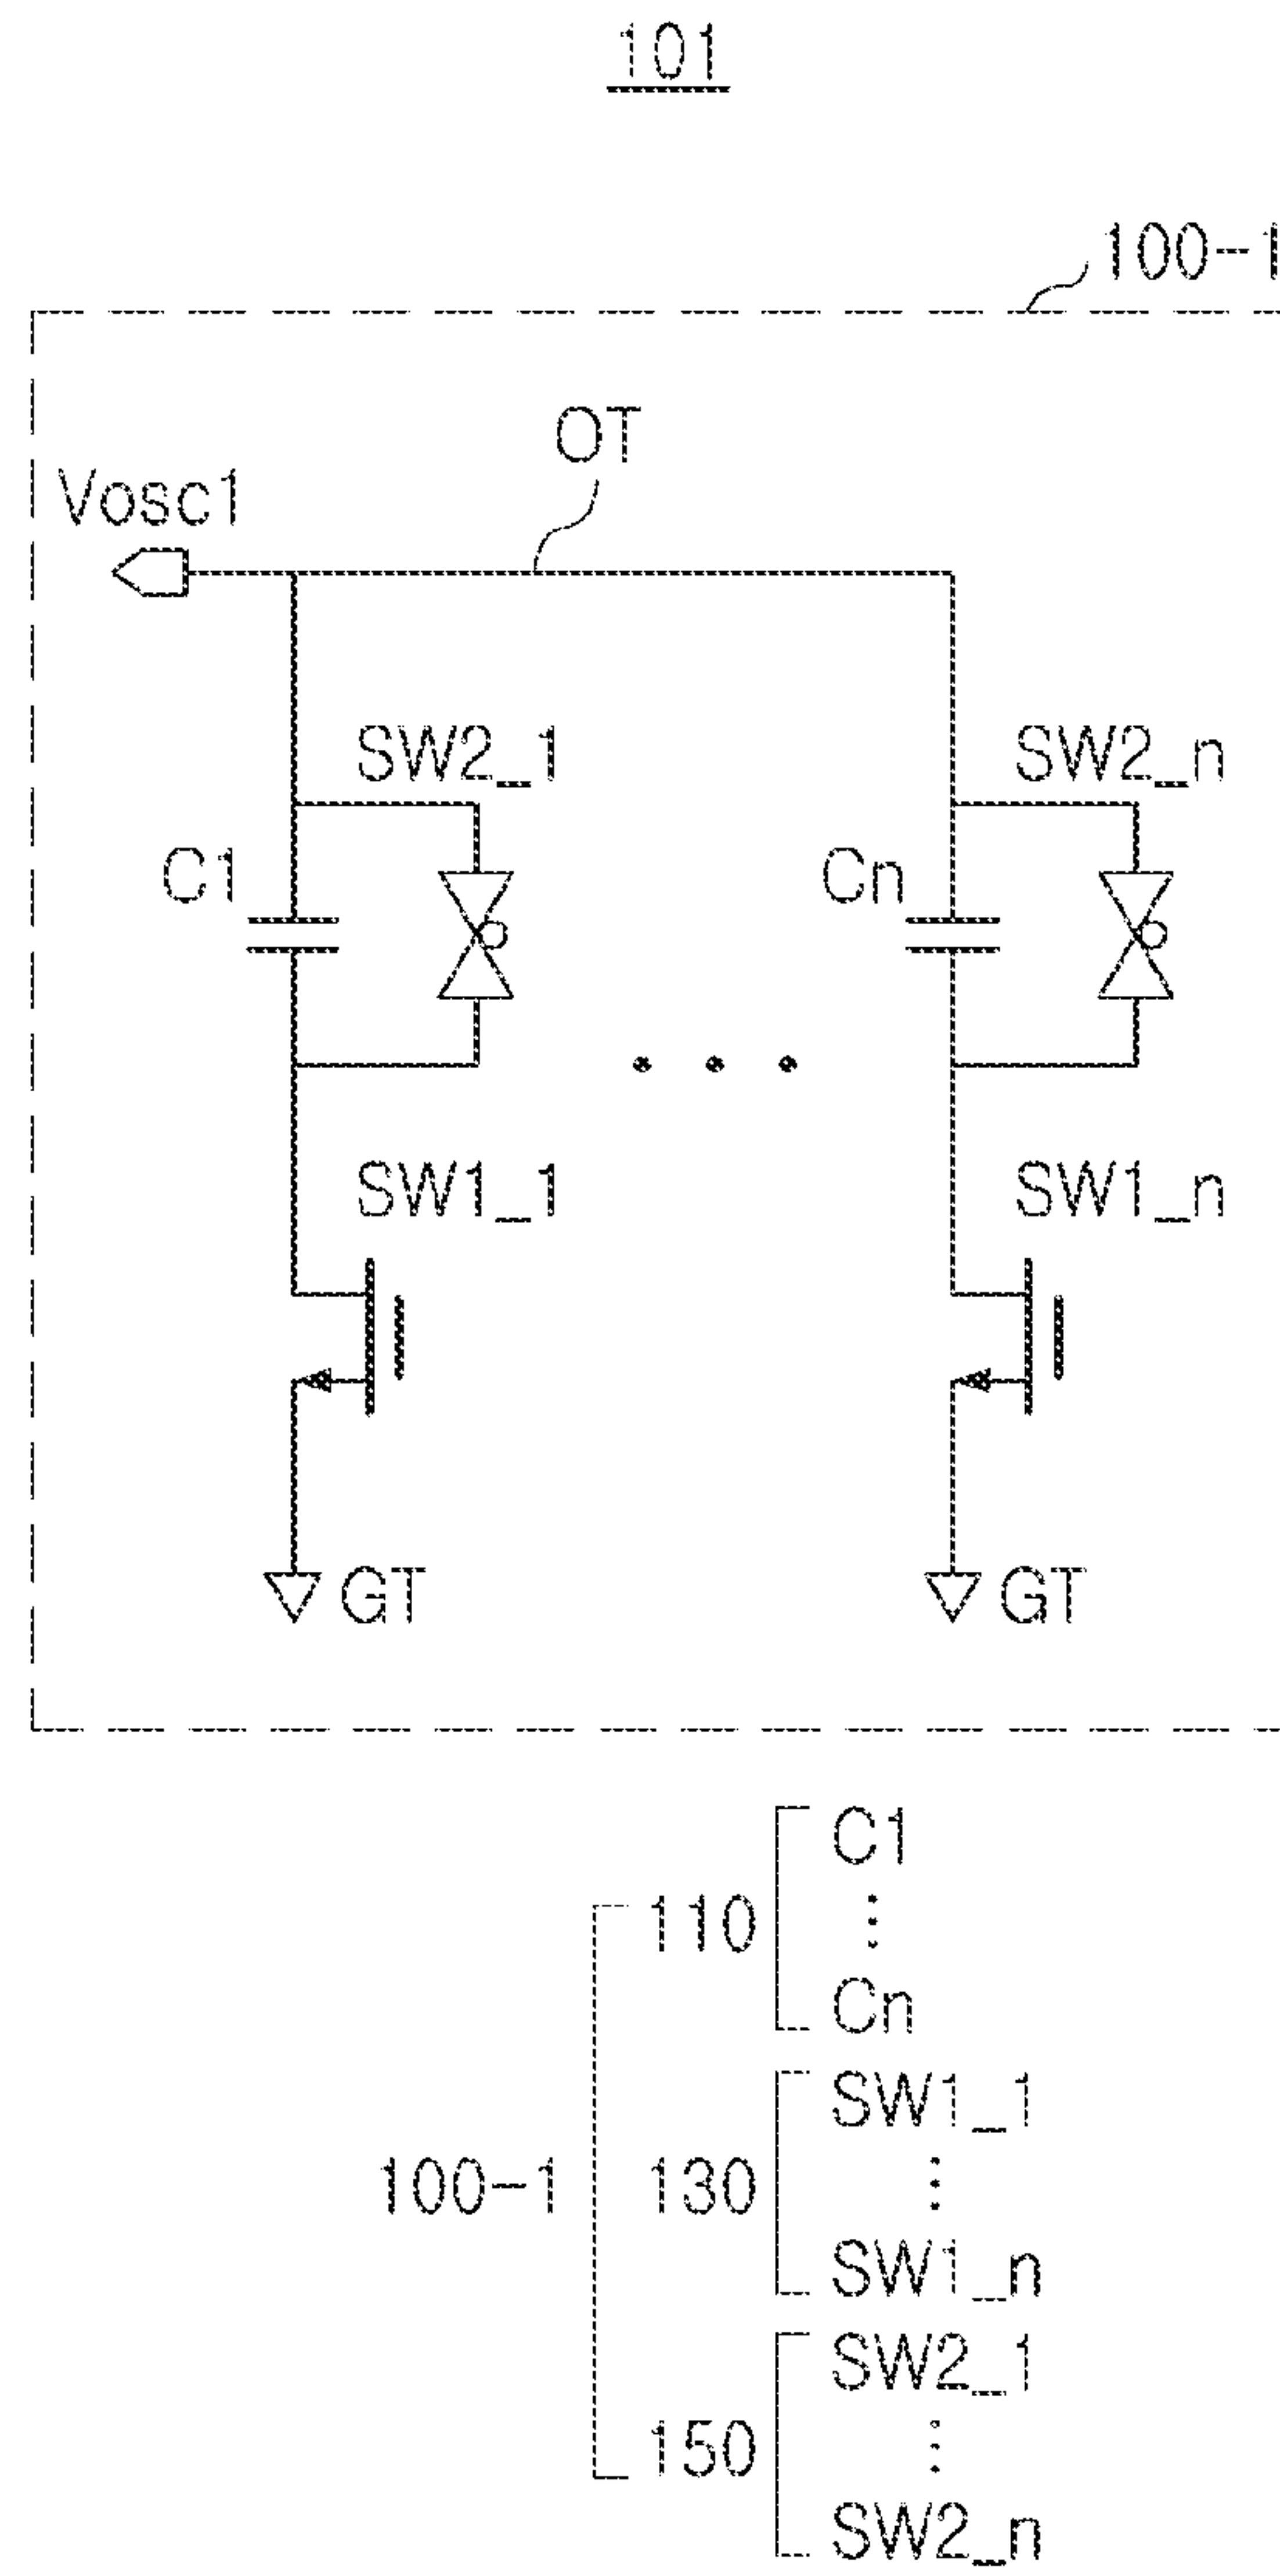 101
100-1
OT
Vosc1
SW2_1 SW2_n
C1 Cn
SW1_1 SW1_n
GT GT
C1
110
Cn
SW1_1
100-1 130
SW1_n
SW2_1
150
SW2_n